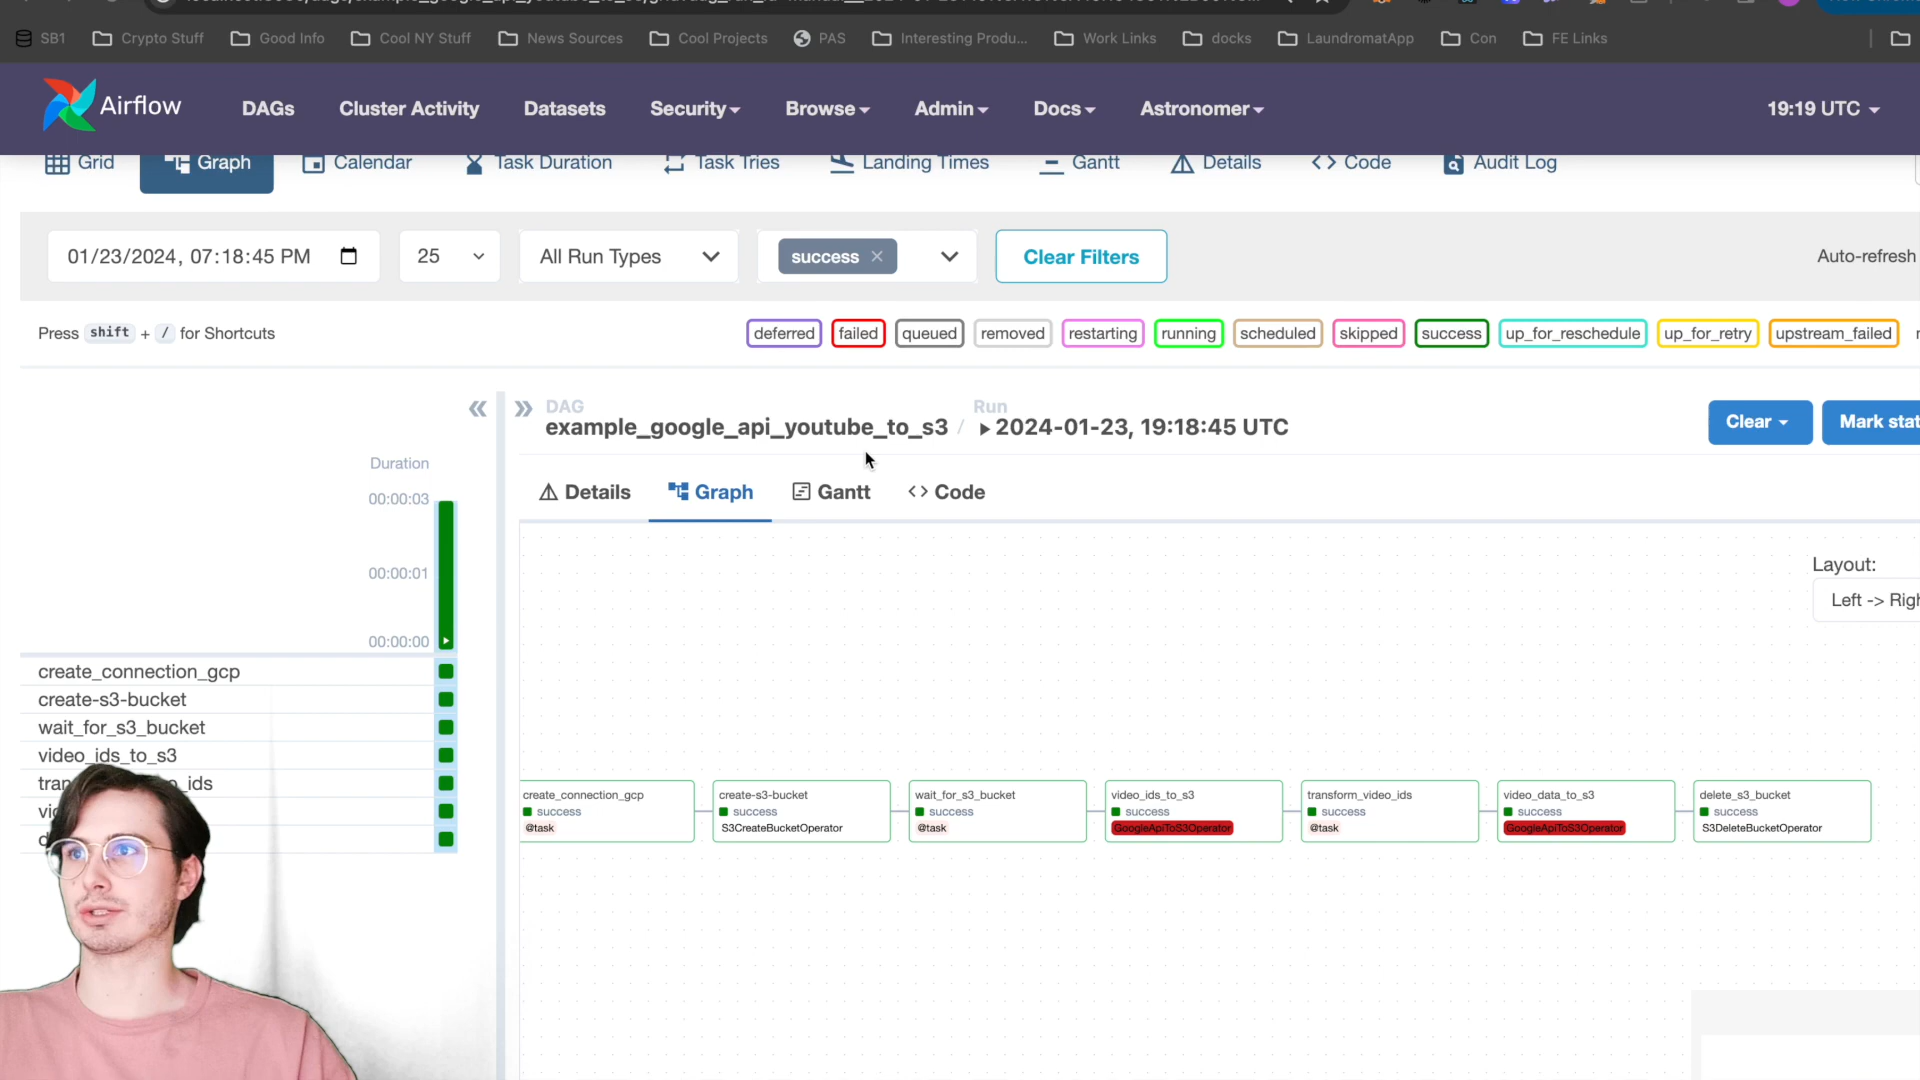 SB1 Crypto Stuff Good Info Cool NY Stuff News Sources Cool Projects PAS Interesting Produ... Work Links docks LaundromatApp Con FE Links
Airflow DAGs Cluster Activity Datasets Security Browse Admin Docs Astronomer 19:19 UTC
Grid Graph Calendar Task Duration Task Tries Landing Times Gantt Details Code Audit Log
01/23/2024, 07:18:45 PM 25 All Run Types success Clear Filters Auto-refresh
Press shift + / for Shortcuts deferred failed queued removed restarting running scheduled skipped success up_for_reschedule up_for_retry upstream_failed
DAG Run
example_google_api_youtube_to_s3 / 2024-01-23, 19:18:45 UTC Clear Mark stat
Duration
00:00:03
00:00:01
00:00:00
Details Graph Gantt Code
Layout:
Left -> Righ
create_connection_gcp
create-s3-bucket
wait_for_s3_bucket
video_ids_to_s3
create_connection_gcp
success
@task
create-s3-bucket
success
S3CreateBucketOperator
wait_for_s3_bucket
success
@task
video_ids_to_s3
success
GoogleApiToS3Operator
transform_video_ids
success
@task
video_data_to_s3
success
GoogleApiToS3Operator
delete_s3_bucket
success
S3DeleteBucketOperator